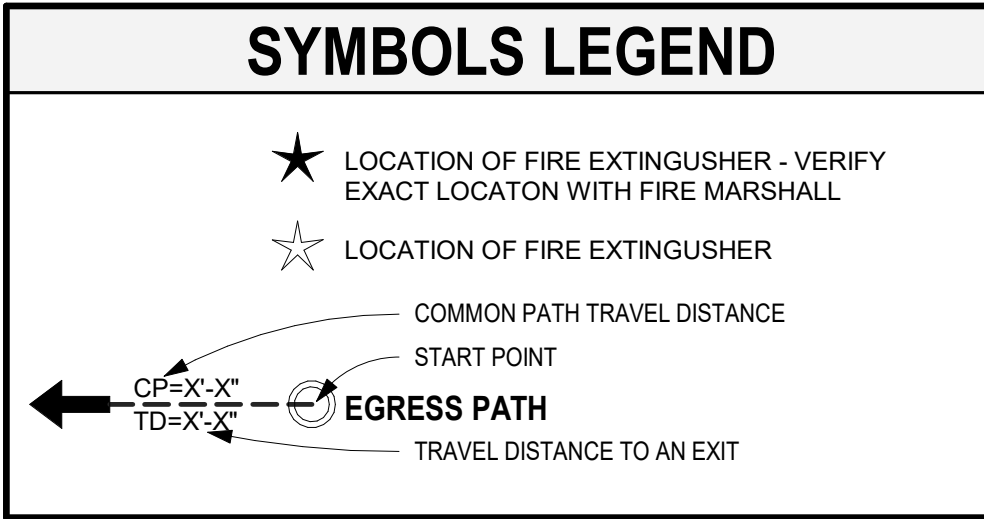 SYMBOLS LEGEND
LOCATION OF FIRE EXTINGUSHER - VERIFY
EXACT LOCATON WITH FIRE MARSHALL
LOCATION OF FIRE EXTINGUSHER
COMMON PATH TRAVEL DISTANCE
START POINT
CP=X'-X"
EGRESS PATH
TD=X'-X"
TRAVEL DISTANCE TO AN EXIT